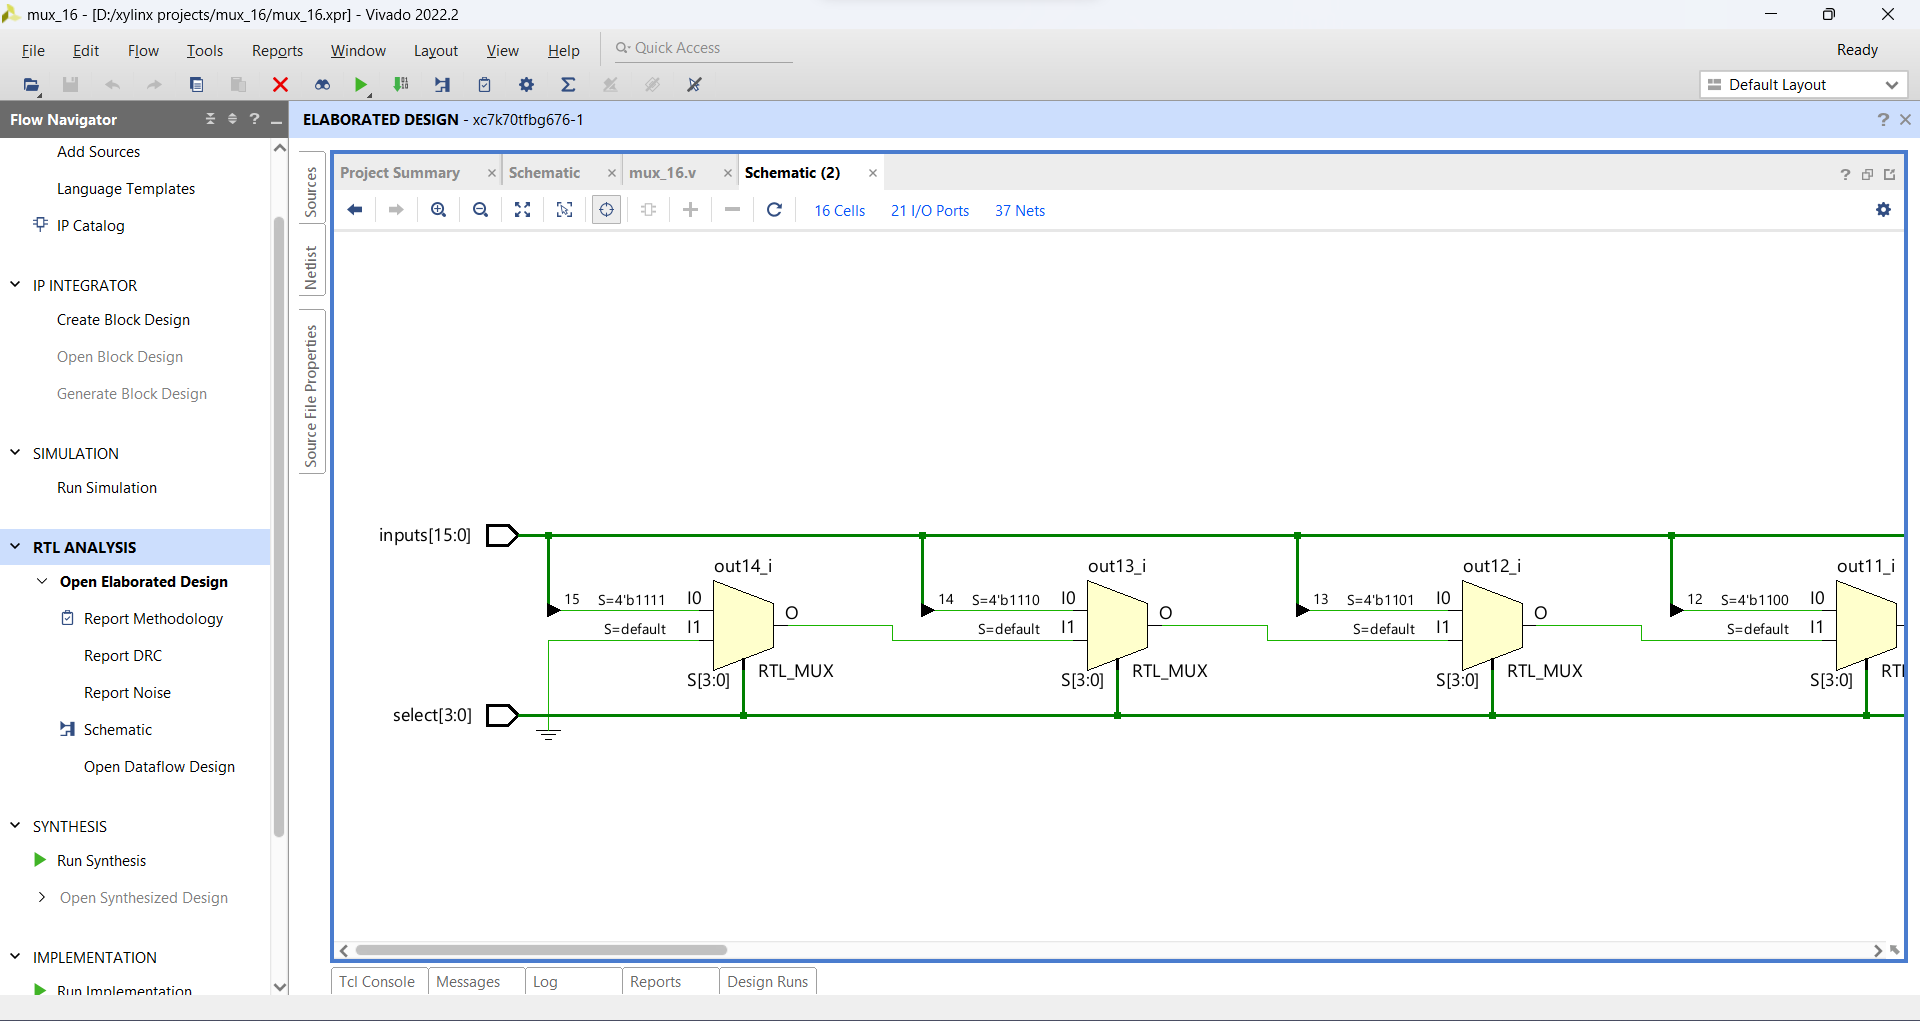 mux_16 - [D:/xylinx projects/mux_16/mux_16.xpr] - Vivado 2022.2
File Edit Flow Tools Reports Window Layout View Help Quick Access Ready
Default Layout
Flow Navigator ? ELABORATED DESIGN - xc7k70tfbg676-1 ?
Add Sources
Language Templates
IP Catalog
IP INTEGRATOR
Create Block Design
Open Block Design
Generate Block Design
SIMULATION
Run Simulation
RTL ANALYSIS
Open Elaborated Design
Report Methodology
Report DRC
Report Noise
Schematic
Open Dataflow Design
SYNTHESIS
Run Synthesis
Open Synthesized Design
IMPLEMENTATION
Run Implementation
Sources
Netlist
Source File Properties
Project Summary Schematic mux_16.v Schematic (2) ?
16 Cells 21 I/O Ports 37 Nets
inputs[15:0]
out14_i out13_i out12_i out11_i
15 S=4'b1111 I0 14 S=4'b1110 I0 13 S=4'b1101 I0 12 S=4'b1100 I0
O O O
S=default I1 S=default I1 S=default I1 S=default I1
S[3:0] RTL_MUX S[3:0] RTL_MUX S[3:0] RTL_MUX S[3:0] RTI
select[3:0]
Tcl Console Messages Log Reports Design Runs